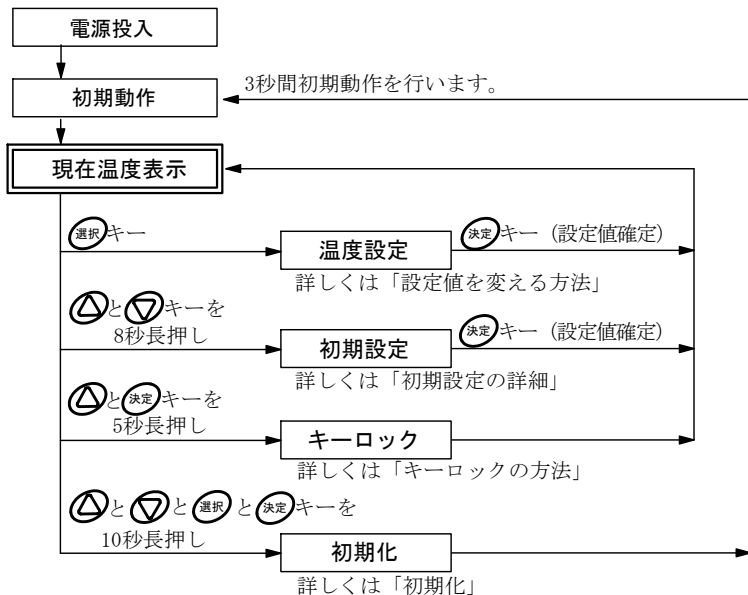 電源投入
初期動作
3秒間初期動作を行います。
現在温度表示
選択キー
温度設定
決定キー（設定値確定）
詳しくは「設定値を変える方法」
△と▽キーを
8秒長押し
初期設定
決定キー（設定値確定）
詳しくは「初期設定の詳細」
△と決定キーを
5秒長押し
キーロック
詳しくは「キーロックの方法」
△と▽と選択と決定キーを
10秒長押し
初期化
詳しくは「初期化」